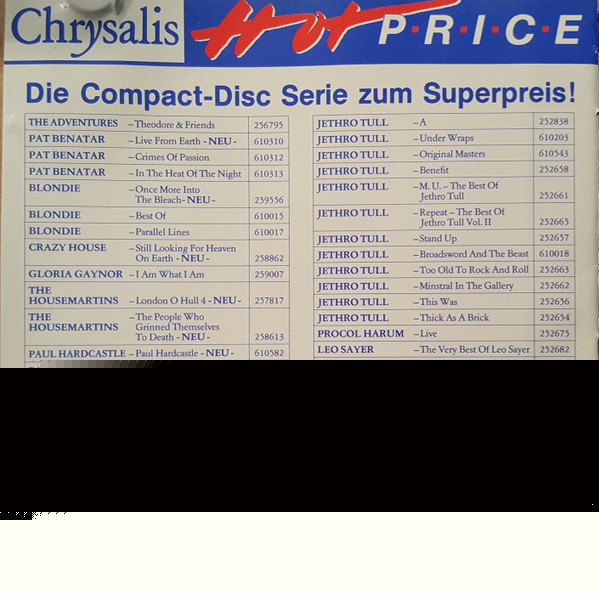 Chrysalis Hot P·R·I·C·E
Die Compact-Disc Serie zum Superpreis!
THE ADVENTURES –Theodore & Friends 256795
PAT BENATAR –Live From Earth -NEU- 610310
PAT BENATAR –Crimes Of Passion 610312
PAT BENATAR –In The Heat Of The Night 610313
BLONDIE –Once More Into
The Bleach-NEU- 259556
BLONDIE –Best Of 610015
BLONDIE –Parallel Lines 610017
CRAZY HOUSE –Still Looking For Heaven
On Earth -NEU- 258862
GLORIA GAYNOR –I Am What I Am 259007
THE
HOUSEMARTINS –London O Hull 4 -NEU- 257817
THE –The People Who
HOUSEMARTINS Grinned Themselves
To Death -NEU- 258613
PAUL HARDCASTLE –Paul Hardcastle -NEU- 610582
JETHRO TULL –A 252838
JETHRO TULL –Under Wraps 610203
JETHRO TULL –Original Masters 610543
JETHRO TULL –Benefit 252658
JETHRO TULL –M. U. – The Best Of
Jethro Tull 252661
JETHRO TULL –Repeat – The Best Of
Jethro Tull Vol. II 252665
JETHRO TULL –Stand Up 252657
JETHRO TULL –Broadsword And The Beast 610018
JETHRO TULL –Too Old To Rock And Roll 252663
JETHRO TULL –Minstral In The Gallery 252662
JETHRO TULL –This Was 252656
JETHRO TULL –Thick As A Brick 252654
PROCOL HARUM –Live 252675
LEO SAYER –The Very Best Of Leo Sayer 252682